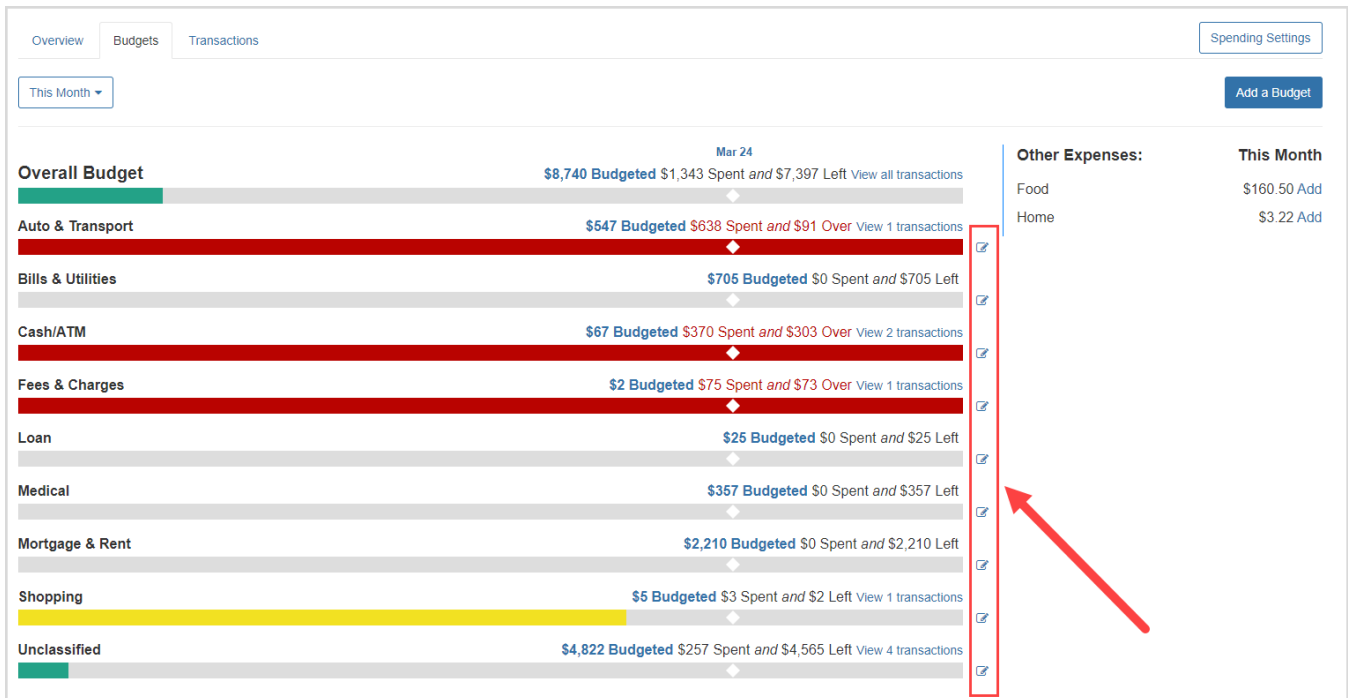 Overview Budgets Transactions Spending Settings
This Month Add a Budget
Mar 24
Overall Budget $8,740 Budgeted $1,343 Spent and $7,397 Left View all transactions
Auto & Transport $547 Budgeted $638 Spent and $91 Over View 1 transactions
Bills & Utilities $705 Budgeted $0 Spent and $705 Left
Cash/ATM $67 Budgeted $370 Spent and $303 Over View 2 transactions
Fees & Charges $2 Budgeted $75 Spent and $73 Over View 1 transactions
Loan $25 Budgeted $0 Spent and $25 Left
Medical $357 Budgeted $0 Spent and $357 Left
Mortgage & Rent $2,210 Budgeted $0 Spent and $2,210 Left
Shopping $5 Budgeted $3 Spent and $2 Left View 1 transactions
Unclassified $4,822 Budgeted $257 Spent and $4,565 Left View 4 transactions
Other Expenses: This Month
Food $160.50 Add
Home $3.22 Add